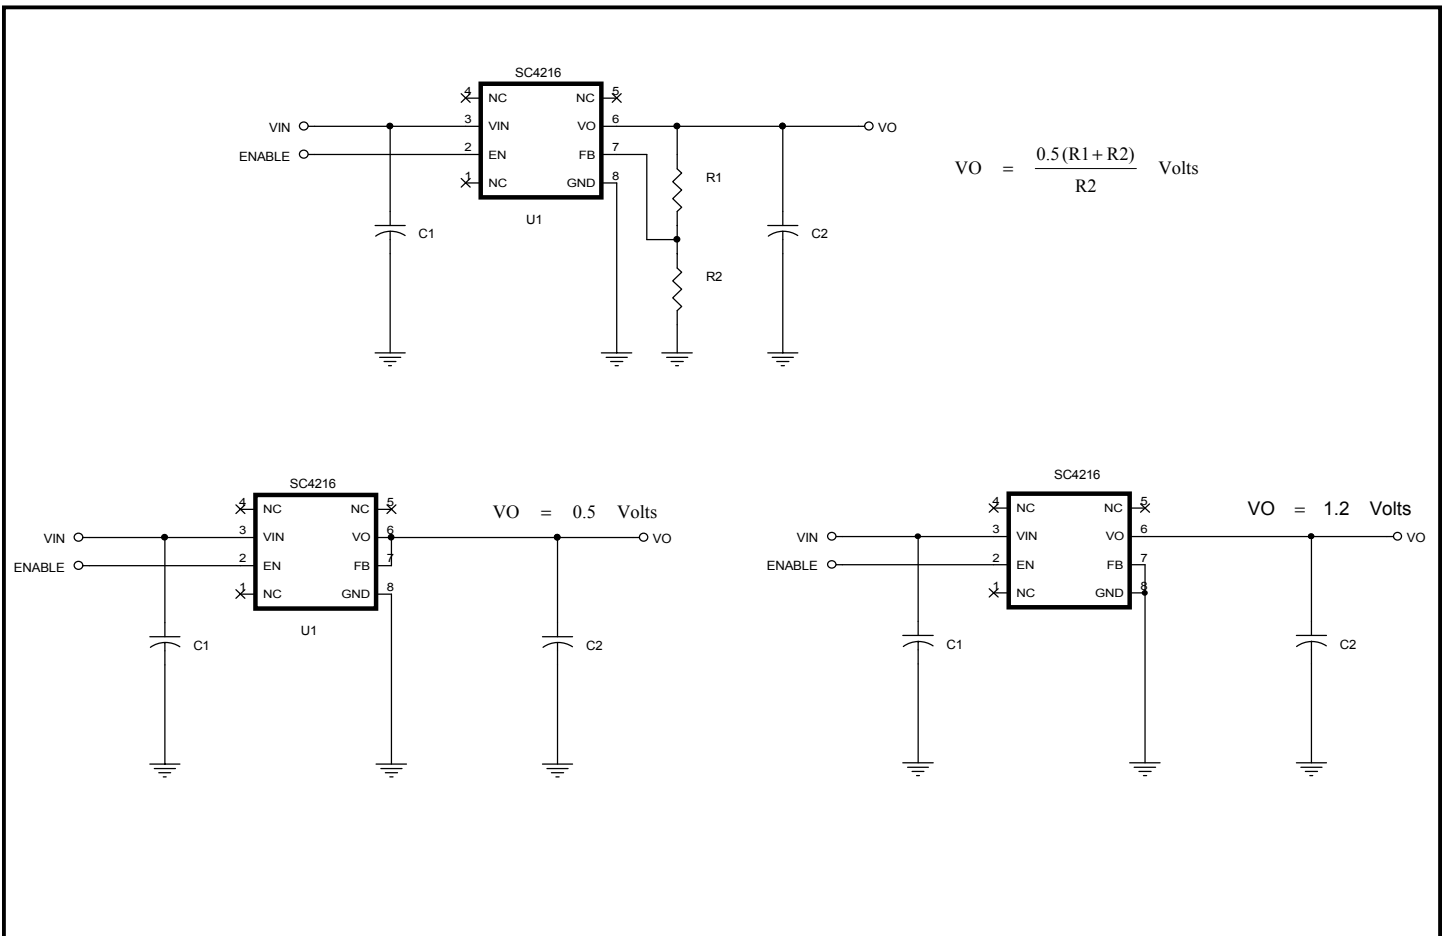 SC4216
4 NC NC 5
VIN 3 VIN VO 6 VO
ENABLE 2 EN FB 7
1 NC GND 8
U1
R1
R2
C1
C2
VO = 0.5(R1+R2) Volts
R2
SC4216
4 NC NC 5
VIN 3 VIN VO 6 VO
ENABLE 2 EN FB 7
1 NC GND 8
U1
C1
C2
VO = 0.5 Volts
SC4216
4 NC NC 5
VIN 3 VIN VO 6 VO
ENABLE 2 EN FB 7
1 NC GND 8
C1
C2
VO = 1.2 Volts